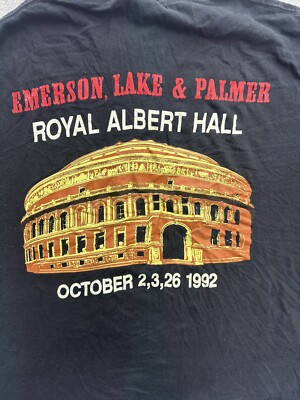 EMERSON, LAKE & PALMER
ROYAL ALBERT HALL
OCTOBER 2,3,26 1992